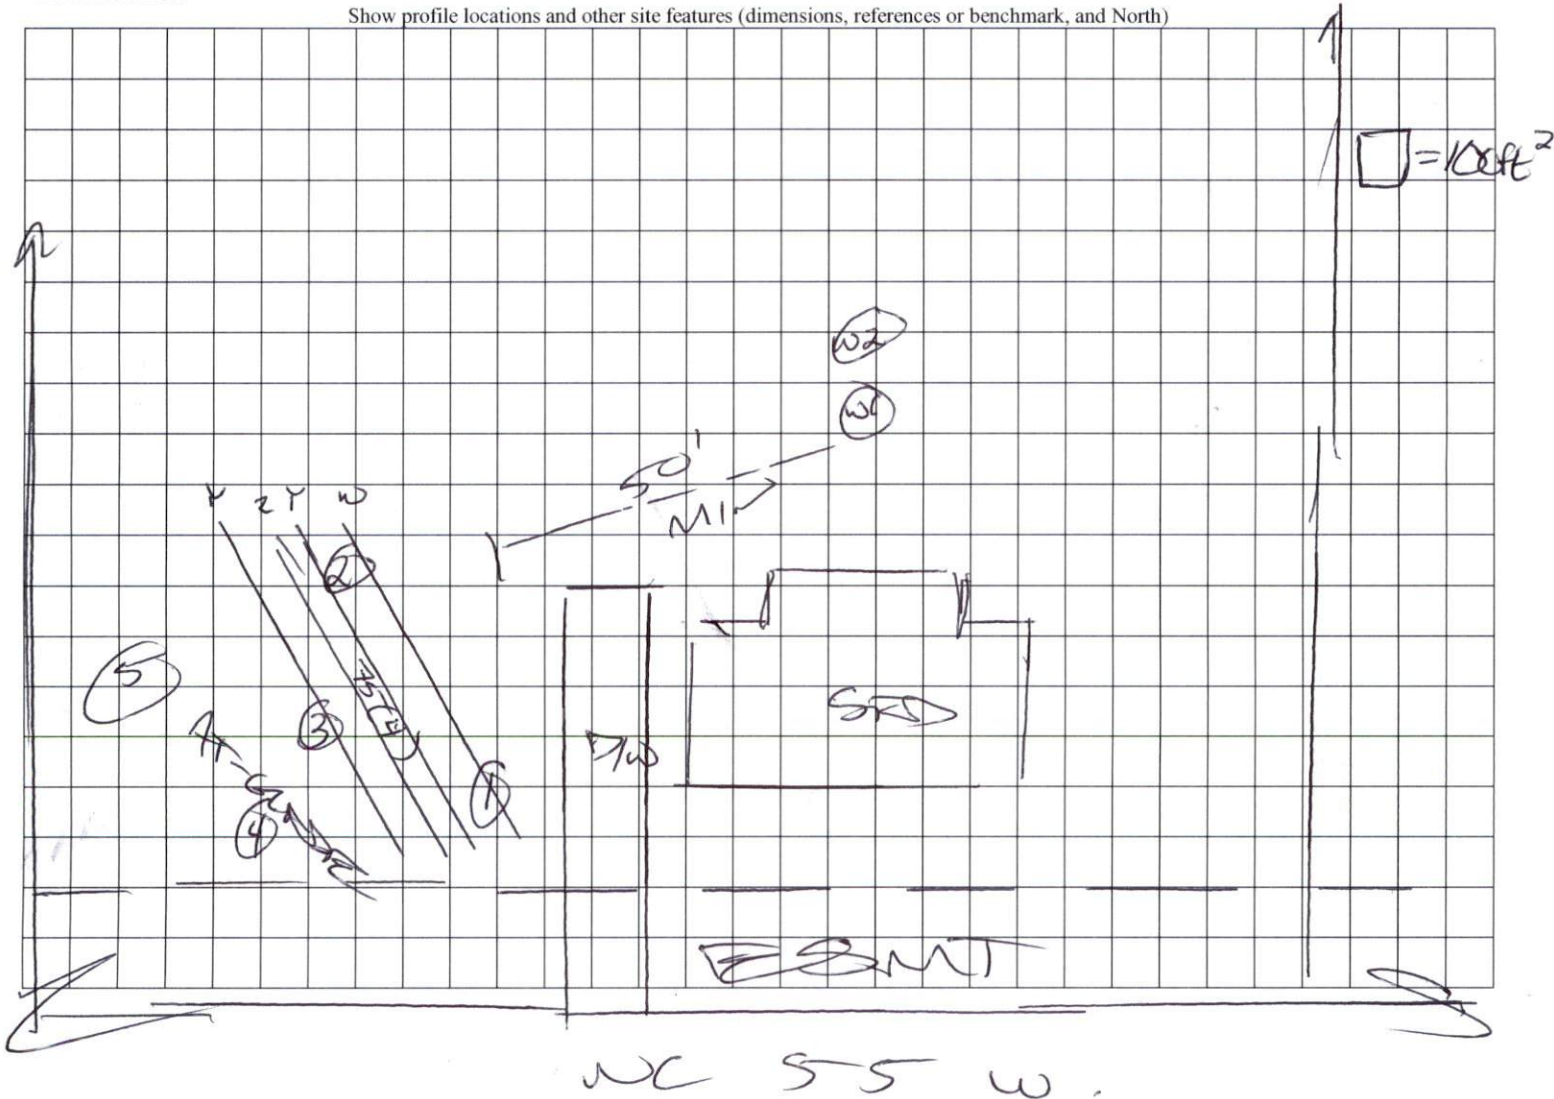 Show profile locations and other site features (dimensions, references or benchmark, and North)
= 100ft²
W2
W1
50'
MIN
Y 2 Y W
2
5
3
1
4
SFD
D/W
ESMT
NC 55 W.